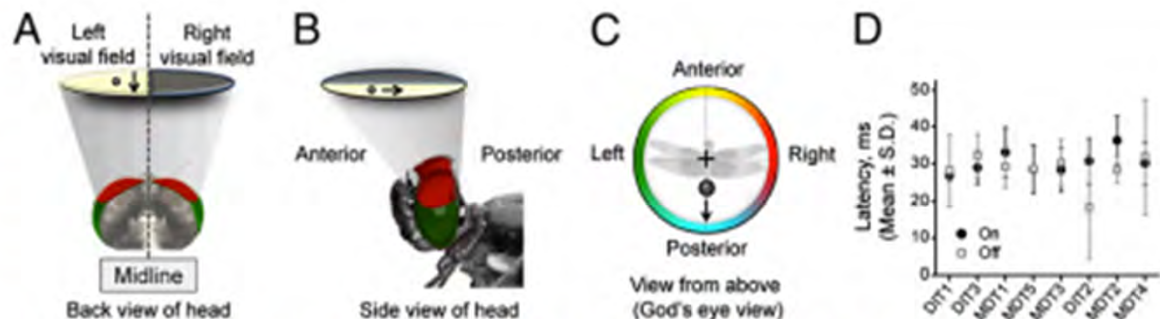 A
Left
visual field
Right
visual field
Midline
Back view of head
B
Anterior
Posterior
Side view of head
C
Anterior
Left
Right
Posterior
View from above
(God's eye view)
D
Latency, ms
(Mean ± S.D.)
50
40
30
20
10
0
On
Off
DIT1
DIT3
MDT1
MDT5
MDT3
DIT2
MDT2
MDT4